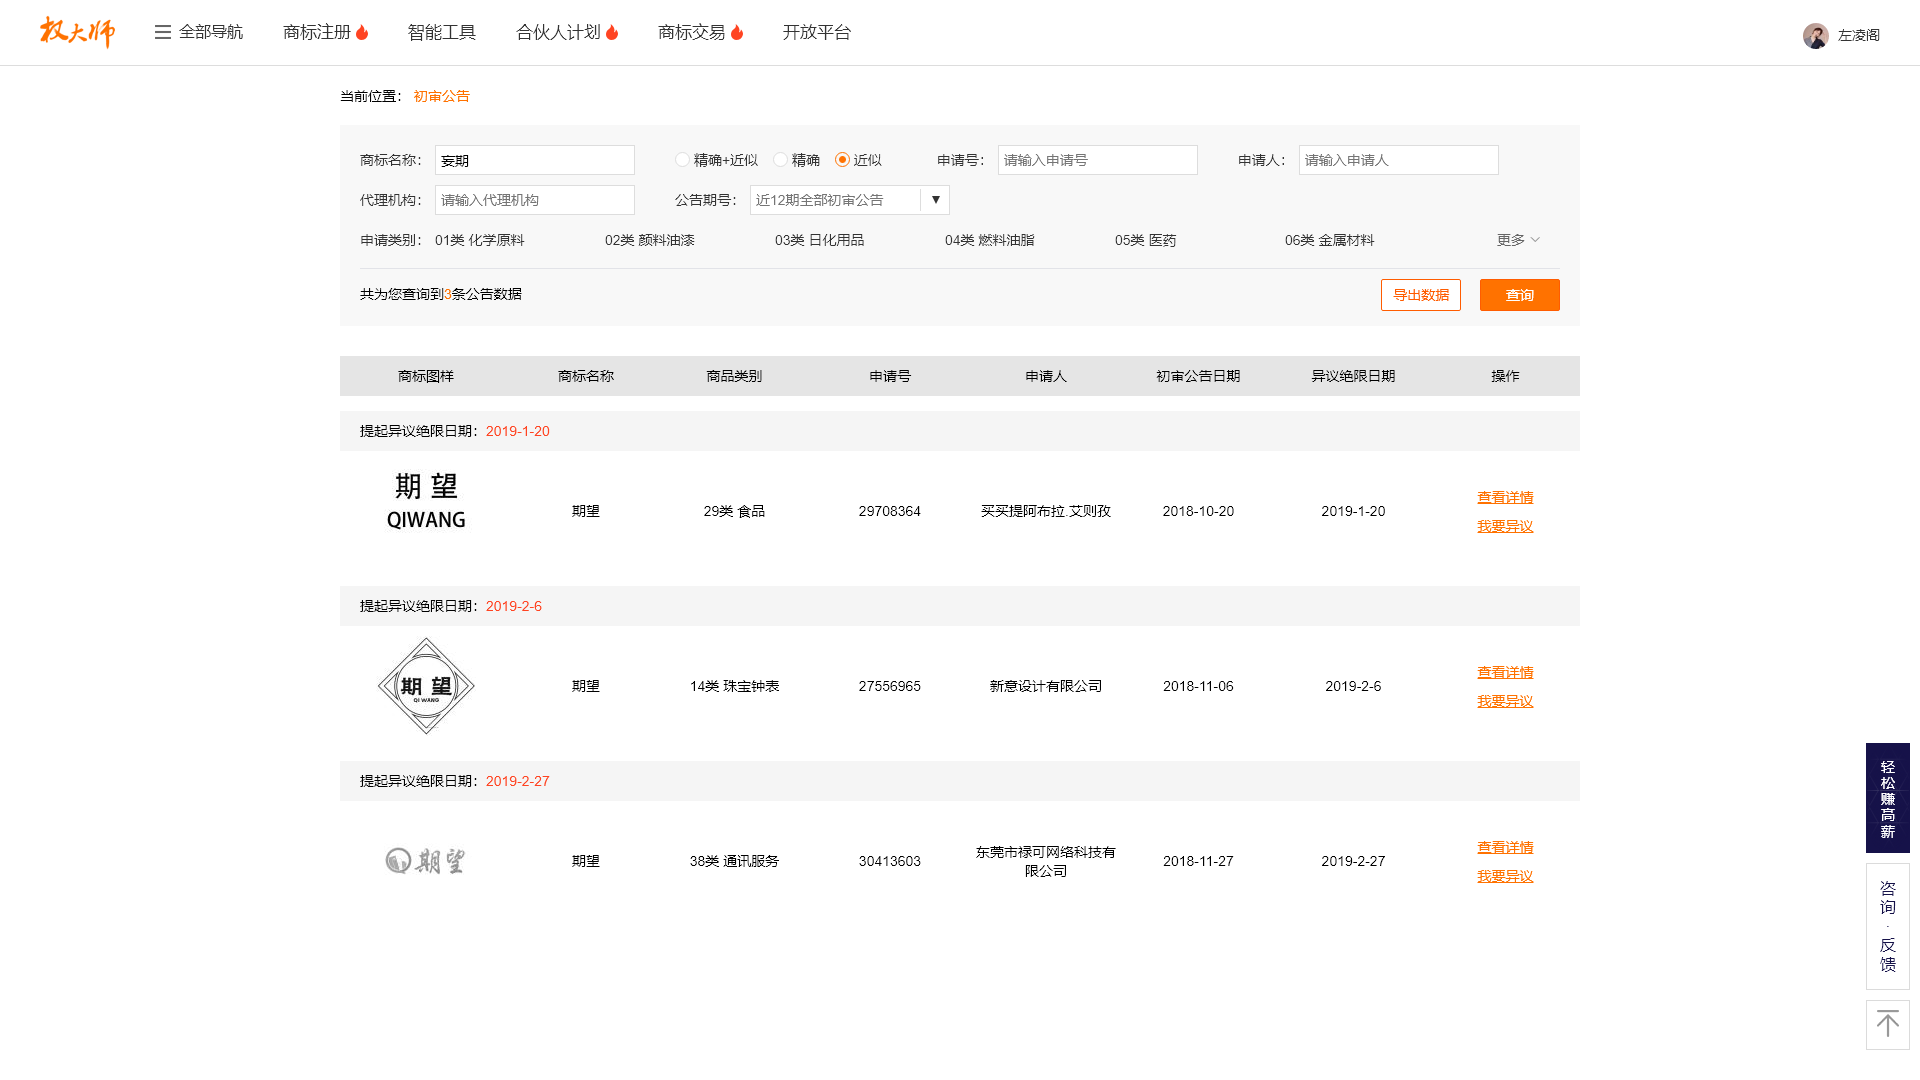 权大师 全部导航 商标注册 智能工具 合伙人计划 商标交易 开放平台 左凌阁
当前位置： 初审公告
商标名称： 妄期 精确+近似 精确 近似 申请号： 请输入申请号 申请人： 请输入申请人
代理机构： 请输入代理机构 公告期号： 近12期全部初审公告 ▼
申请类别： 01类 化学原料 02类 颜料油漆 03类 日化用品 04类 燃料油脂 05类 医药 06类 金属材料 更多
共为您查询到3条公告数据 导出数据 查询
商标图样 商标名称 商品类别 申请号 申请人 初审公告日期 异议绝限日期 操作
提起异议绝限日期：2019-1-20
期望
QIWANG
期望 29类 食品 29708364 买买提阿布拉.艾则孜 2018-10-20 2019-1-20 查看详情
我要异议
提起异议绝限日期：2019-2-6
期望
QI WANG
期望 14类 珠宝钟表 27556965 新意设计有限公司 2018-11-06 2019-2-6 查看详情
我要异议
提起异议绝限日期：2019-2-27
期望
期望 38类 通讯服务 30413603 东莞市禄可网络科技有
限公司 2018-11-27 2019-2-27 查看详情
我要异议
轻松赚高薪
咨询·反馈